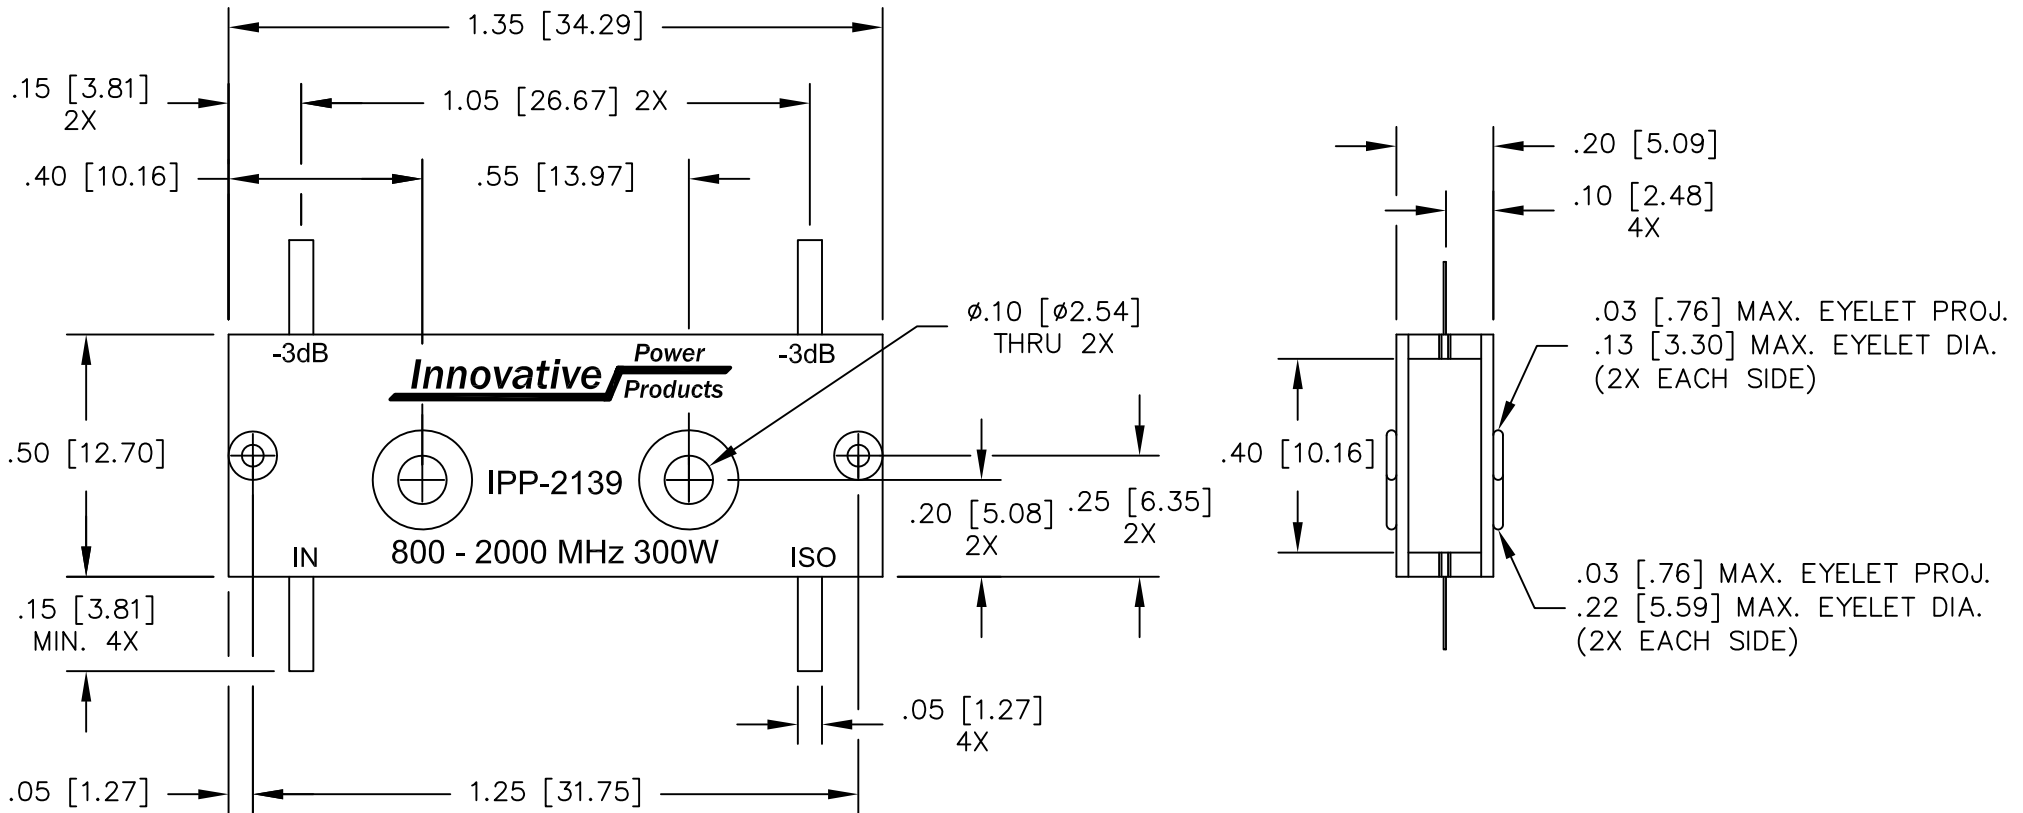 1.35 [34.29]
.15 [3.81]
2X
1.05 [26.67] 2X
.40 [10.16]
.55 [13.97]
.20 [5.09]
.10 [2.48]
4X
ø.10 [ø2.54]
THRU 2X
-3dB
Innovative Power Products
-3dB
.03 [.76] MAX. EYELET PROJ.
.13 [3.30] MAX. EYELET DIA.
(2X EACH SIDE)
.50 [12.70]
IPP-2139
.40 [10.16]
.20 [5.08]
2X
.25 [6.35]
2X
IN
800 - 2000 MHz 300W
ISO
.03 [.76] MAX. EYELET PROJ.
.22 [5.59] MAX. EYELET DIA.
(2X EACH SIDE)
.15 [3.81]
MIN. 4X
.05 [1.27]
4X
.05 [1.27]
1.25 [31.75]